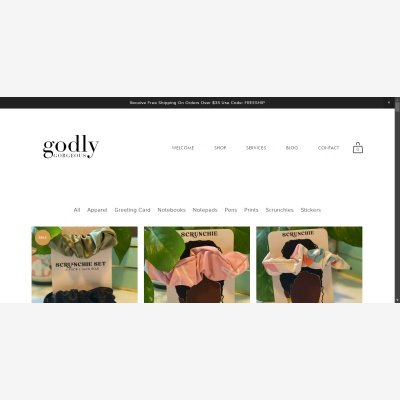 Receive Free Shipping On Orders Over $35 Use Code: FREESHIP
godly
GORGEOUS
WELCOME SHOP SERVICES BLOG CONTACT 0
All Apparel Greeting Card Notebooks Notepads Pens Prints Scrunchies Stickers
SALE
SCRUNCHIE SET
SCRUNCHIE
SCRUNCHIE